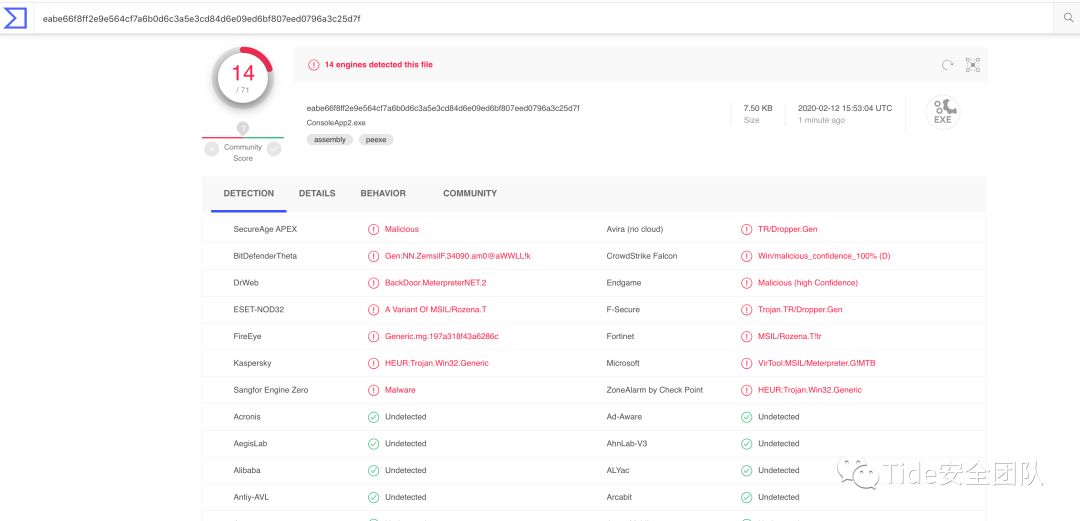 eabe66f8ff2e9e564cf7a6b0d6c3a5e3cd84d6e09ed6bf807eed0796a3c25d7f
14
/ 71
Community
Score
14 engines detected this file
eabe66f8ff2e9e564cf7a6b0d6c3a5e3cd84d6e09ed6bf807eed0796a3c25d7f
ConsoleApp2.exe
assembly peexe
7.50 KB
Size
2020-02-12 15:53:04 UTC
1 minute ago
EXE
DETECTION DETAILS BEHAVIOR COMMUNITY
SecureAge APEX Malicious Avira (no cloud) TR/Dropper.Gen
BitDefenderTheta Gen:NN.ZemsilF.34090.am0@aWWLL!k CrowdStrike Falcon Win/malicious_confidence_100% (D)
DrWeb BackDoor.MeterpreterNET.2 Endgame Malicious (high Confidence)
ESET-NOD32 A Variant Of MSIL/Rozena.T F-Secure Trojan.TR/Dropper.Gen
FireEye Generic.mg.197a318f43a6286c Fortinet MSIL/Rozena.T!tr
Kaspersky HEUR:Trojan.Win32.Generic Microsoft VirTool:MSIL/Meterpreter.G!MTB
Sangfor Engine Zero Malware ZoneAlarm by Check Point HEUR:Trojan.Win32.Generic
Acronis Undetected Ad-Aware Undetected
AegisLab Undetected AhnLab-V3 Undetected
Alibaba Undetected ALYac Undetected
Antiy-AVL Undetected Arcabit Undetected
Tide安全团队